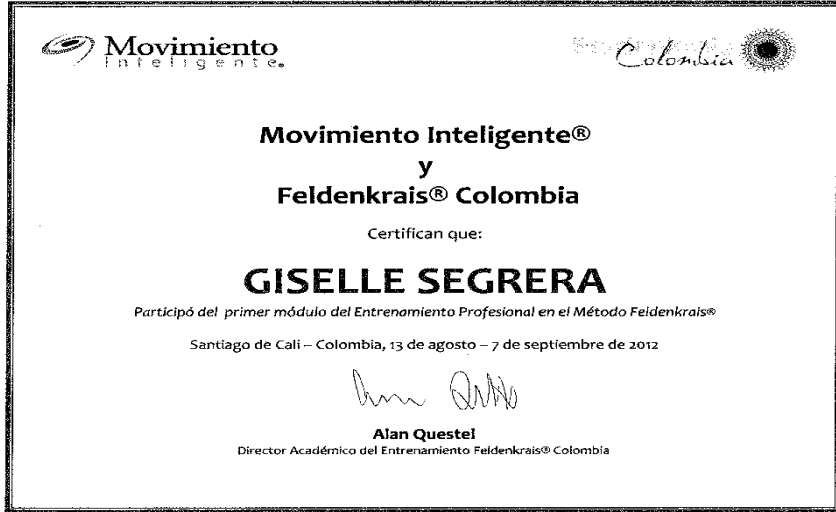 Movimiento
Inteligente®
Colombia
Movimiento Inteligente®
y
Feldenkrais® Colombia
Certifican que:
GISELLE SEGRERA
Participó del primer módulo del Entrenamiento Profesional en el Método Feldenkrais®
Santiago de Cali – Colombia, 13 de agosto – 7 de septiembre de 2012
Alan Questel
Director Académico del Entrenamiento Feldenkrais® Colombia